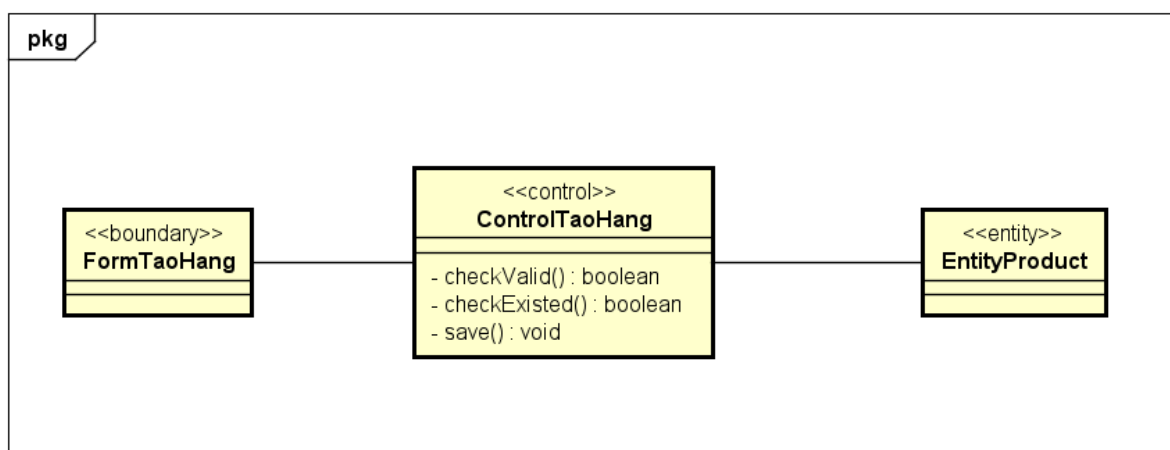 pkg
<<boundary>>
FormTaoHang
<<control>>
ControlTaoHang
- checkValid() : boolean
- checkExisted() : boolean
- save() : void
<<entity>>
EntityProduct